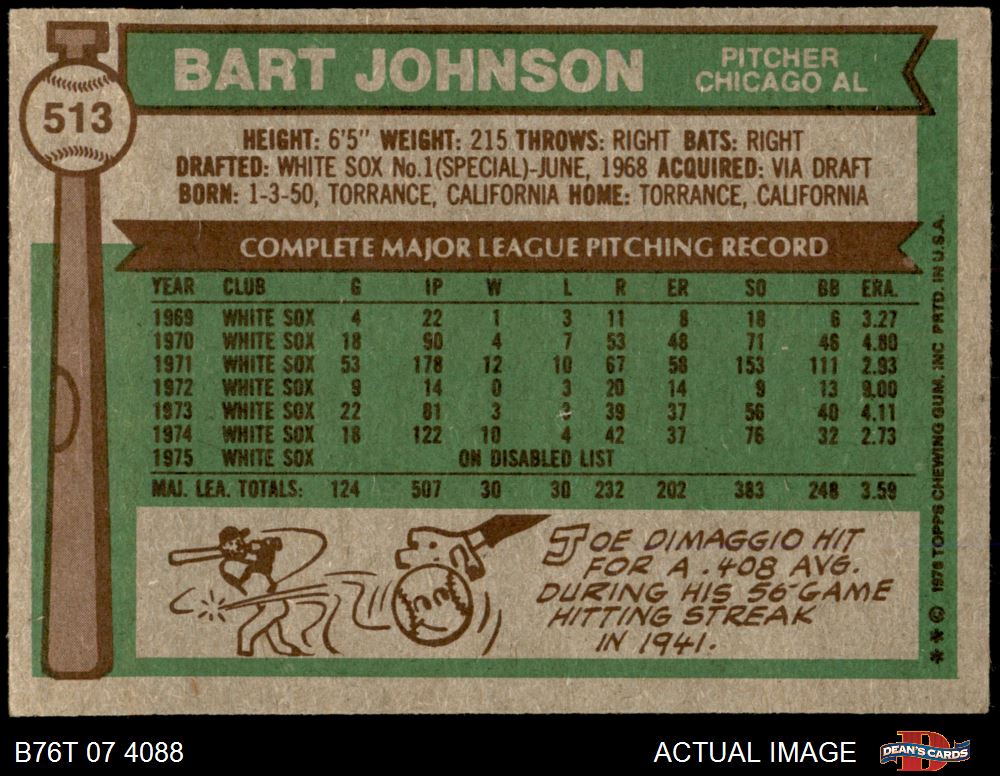 513
BART JOHNSON
PITCHER
CHICAGO AL
HEIGHT: 6'5" WEIGHT: 215 THROWS: RIGHT BATS: RIGHT
DRAFTED: WHITE SOX No.1(SPECIAL)-JUNE, 1968 ACQUIRED: VIA DRAFT
BORN: 1-3-50, TORRANCE, CALIFORNIA HOME: TORRANCE, CALIFORNIA
COMPLETE MAJOR LEAGUE PITCHING RECORD
YEAR CLUB G IP W L R ER SO BB ERA.
1969 WHITE SOX 4 22 1 3 11 8 18 6 3.27
1970 WHITE SOX 18 90 4 7 53 48 71 46 4.80
1971 WHITE SOX 53 178 12 10 67 58 153 111 2.93
1972 WHITE SOX 9 14 0 3 20 14 9 13 9.00
1973 WHITE SOX 22 81 3 39 37 56 40 4.11
1974 WHITE SOX 18 122 10 4 42 37 76 32 2.73
1975 WHITE SOX ON DISABLED LIST
MAJ. LEA. TOTALS: 124 507 30 30 232 202 383 248 3.59
JOE DIMAGGIO HIT
FOR A .408 AVG.
DURING HIS 56-GAME
HITTING STREAK
IN 1941.
** © 1976 TOPPS CHEWING GUM, INC PRTD. IN U.S.A.
B76T 07 4088
ACTUAL IMAGE
D
DEAN'S CARDS